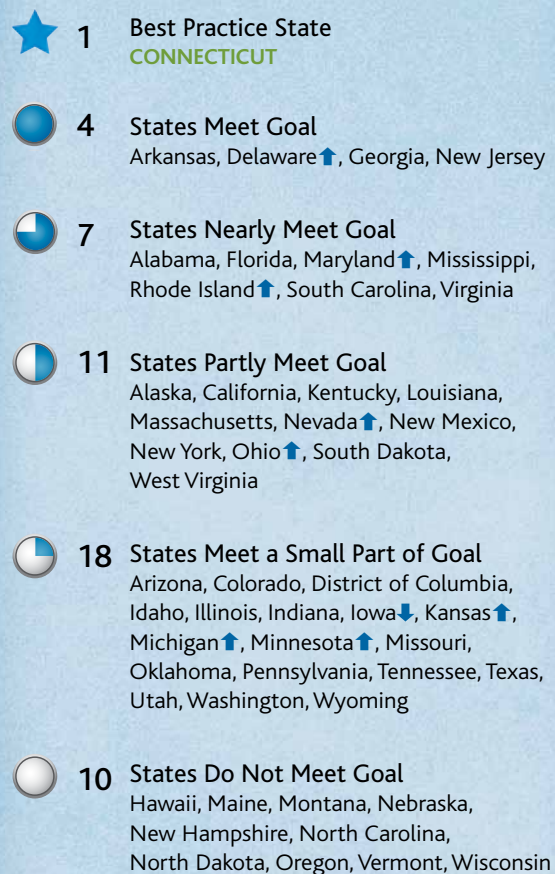 1 Best Practice State
CONNECTICUT
4 States Meet Goal
Arkansas, Delaware⬆, Georgia, New Jersey
7 States Nearly Meet Goal
Alabama, Florida, Maryland⬆, Mississippi,
Rhode Island⬆, South Carolina, Virginia
11 States Partly Meet Goal
Alaska, California, Kentucky, Louisiana,
Massachusetts, Nevada⬆, New Mexico,
New York, Ohio⬆, South Dakota,
West Virginia
18 States Meet a Small Part of Goal
Arizona, Colorado, District of Columbia,
Idaho, Illinois, Indiana, Iowa⬇, Kansas⬆,
Michigan⬆, Minnesota⬆, Missouri,
Oklahoma, Pennsylvania, Tennessee, Texas,
Utah, Washington, Wyoming
10 States Do Not Meet Goal
Hawaii, Maine, Montana, Nebraska,
New Hampshire, North Carolina,
North Dakota, Oregon, Vermont, Wisconsin